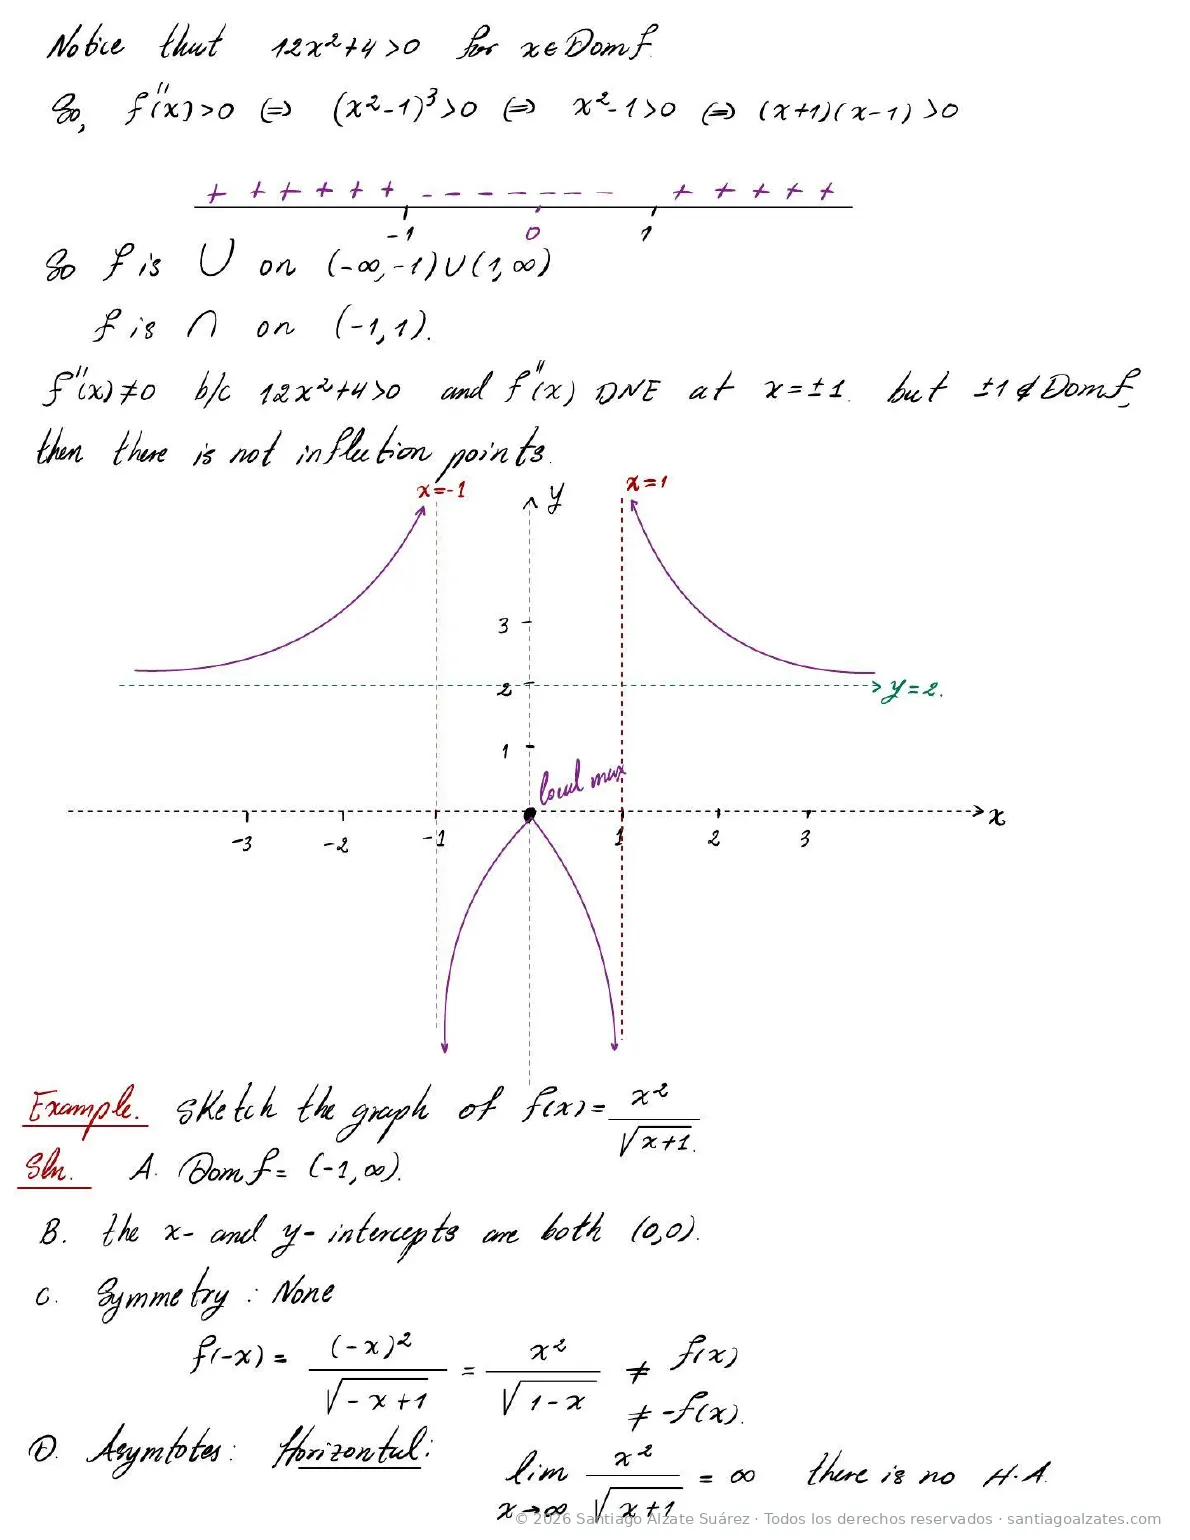 Notice that 12x²+4>0 for x∈Dom f.
So, f''(x)>0 ⟺ (x²-1)³>0 ⟺ x²-1>0 ⟺ (x+1)(x-1)>0
+ + + + + + - - - - - - - + + + + +
-1 0 1
So f is ∪ on (-∞,-1)∪(1,∞)
f is ∩ on (-1,1).
f''(x)≠0 b/c 12x²+4>0 and f''(x) DNE at x=±1. but ±1∉Dom f,
then there is not inflection points.
x=-1 y x=1
3
2 y=2.
1
local max
x
-3 -2 -1 1 2 3
Example. Sketch the graph of f(x)= x²/√(x+1).
Sln. A. Dom f = (-1,∞).
B. the x- and y-intercepts are both (0,0).
C. Symmetry: None
f(-x) = (-x)²/√(-x+1) = x²/√(1-x) ≠ f(x)
≠ -f(x).
D. Asymtotes: Horizontal: lim x→∞ x²/√(x+1) = ∞ there is no H.A.
© 2026 Santiago Alzate Suárez · Todos los derechos reservados · santiagoalzates.com